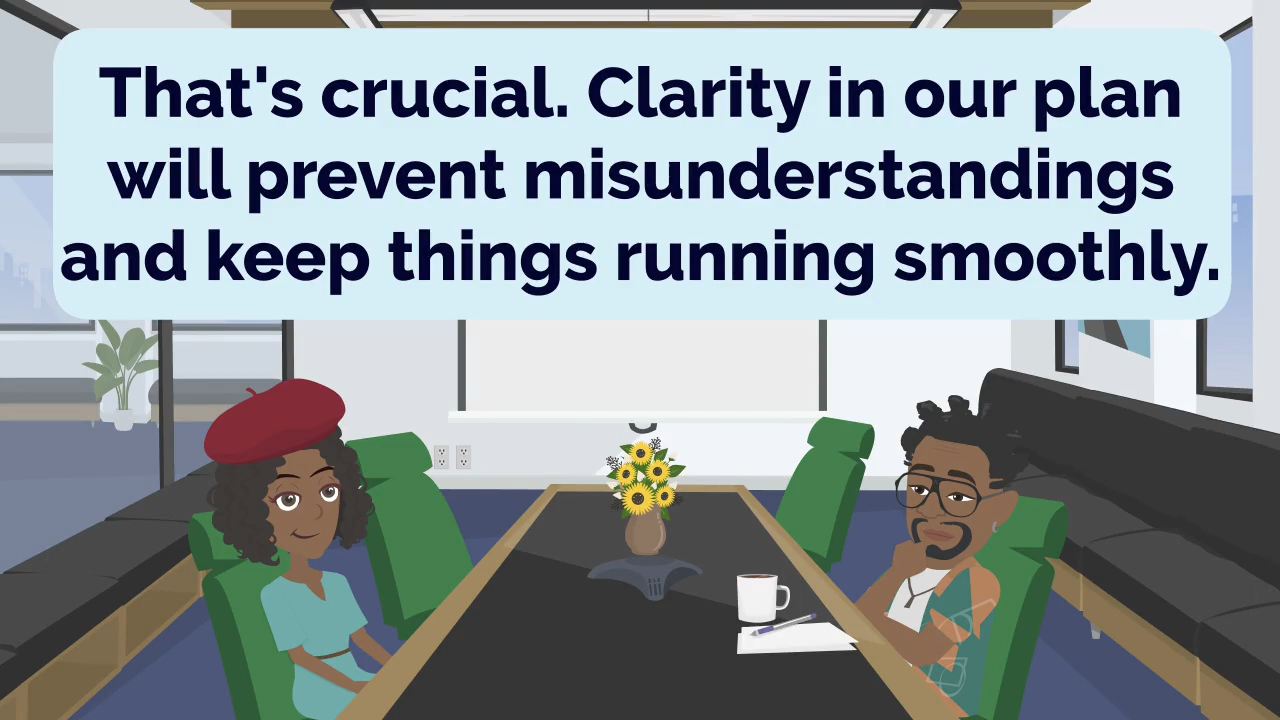 That's crucial. Clarity in our plan
will prevent misunderstandings
and keep things running smoothly.